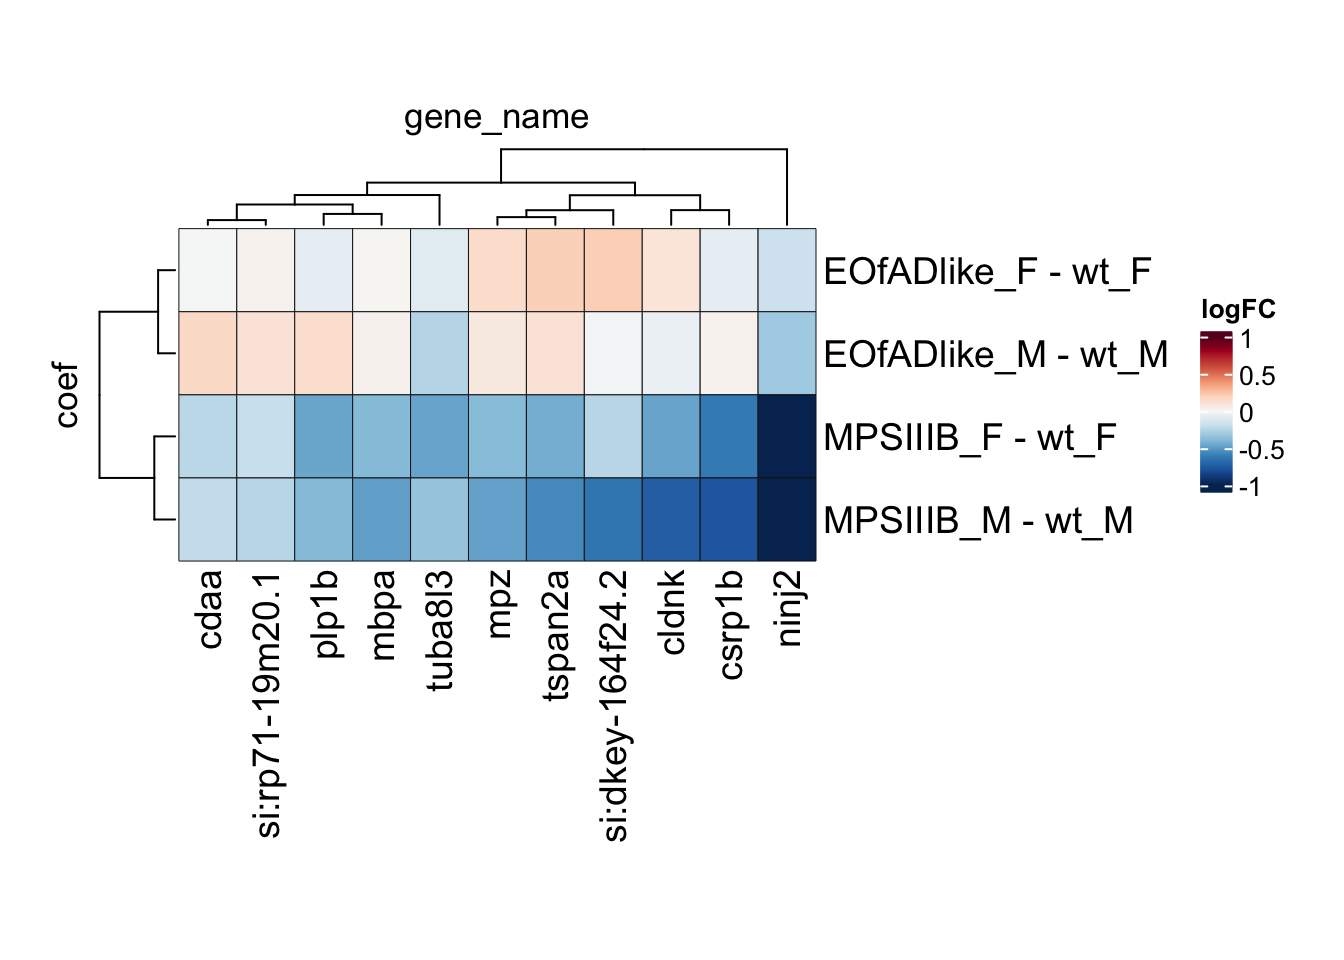 gene_name
coef
EOfADlike_F - wt_F
EOfADlike_M - wt_M
MPSIIIB_F - wt_F
MPSIIIB_M - wt_M
logFC
1
0.5
0
-0.5
-1
cdaa
si:rp71-19m20.1
plp1b
mbpa
tuba8l3
mpz
tspan2a
si:dkey-164f24.2
cldnk
csrp1b
ninj2